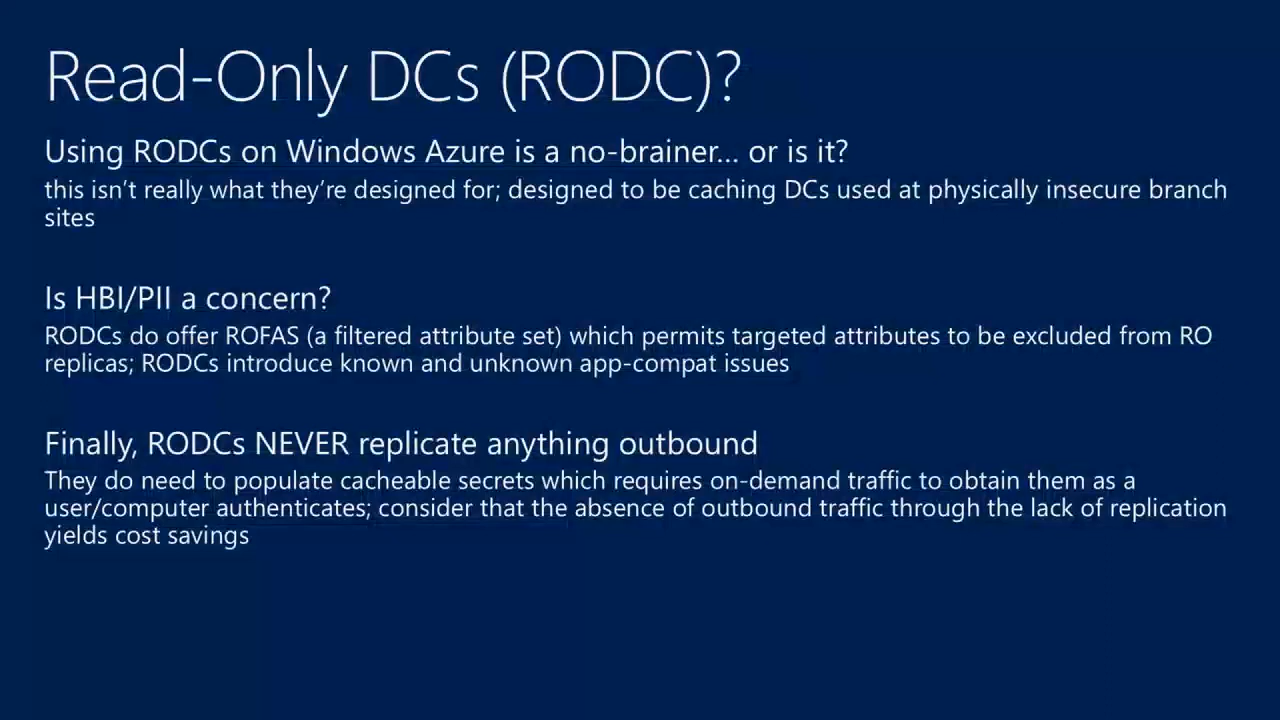 Read-Only DCs (RODC)?
Using RODCs on Windows Azure is a no-brainer... or is it?
this isn't really what they're designed for; designed to be caching DCs used at physically insecure branch
sites
Is HBI/PII a concern?
RODCs do offer ROFAS (a filtered attribute set) which permits targeted attributes to be excluded from RO
replicas; RODCs introduce known and unknown app-compat issues
Finally, RODCs NEVER replicate anything outbound
They do need to populate cacheable secrets which requires on-demand traffic to obtain them as a
user/computer authenticates; consider that the absence of outbound traffic through the lack of replication
yields cost savings